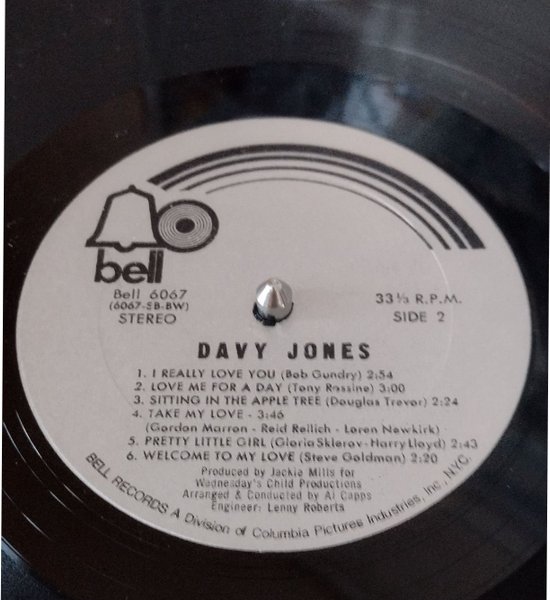 bell
Bell 6067
(6067-SB-BW)
STEREO
33⅓ R.P.M.
SIDE 2
DAVY JONES
1. I REALLY LOVE YOU (Bob Gundry) 2:54
2. LOVE ME FOR A DAY (Tony Rossine) 3:00
3. SITTING IN THE APPLE TREE (Douglas Trevor) 2:24
4. TAKE MY LOVE - 3:46
(Gordon Marron - Reid Reilich - Loren Newkirk)
5. PRETTY LITTLE GIRL (Gloria Sklerov - Harry Lloyd) 2:43
6. WELCOME TO MY LOVE (Steve Goldman) 2:20
Produced by Jackie Mills for
Wednesday's Child Productions
Arranged & Conducted by Al Capps
Engineer: Lenny Roberts
BELL RECORDS A Division of Columbia Pictures Industries, Inc., N.Y.C.